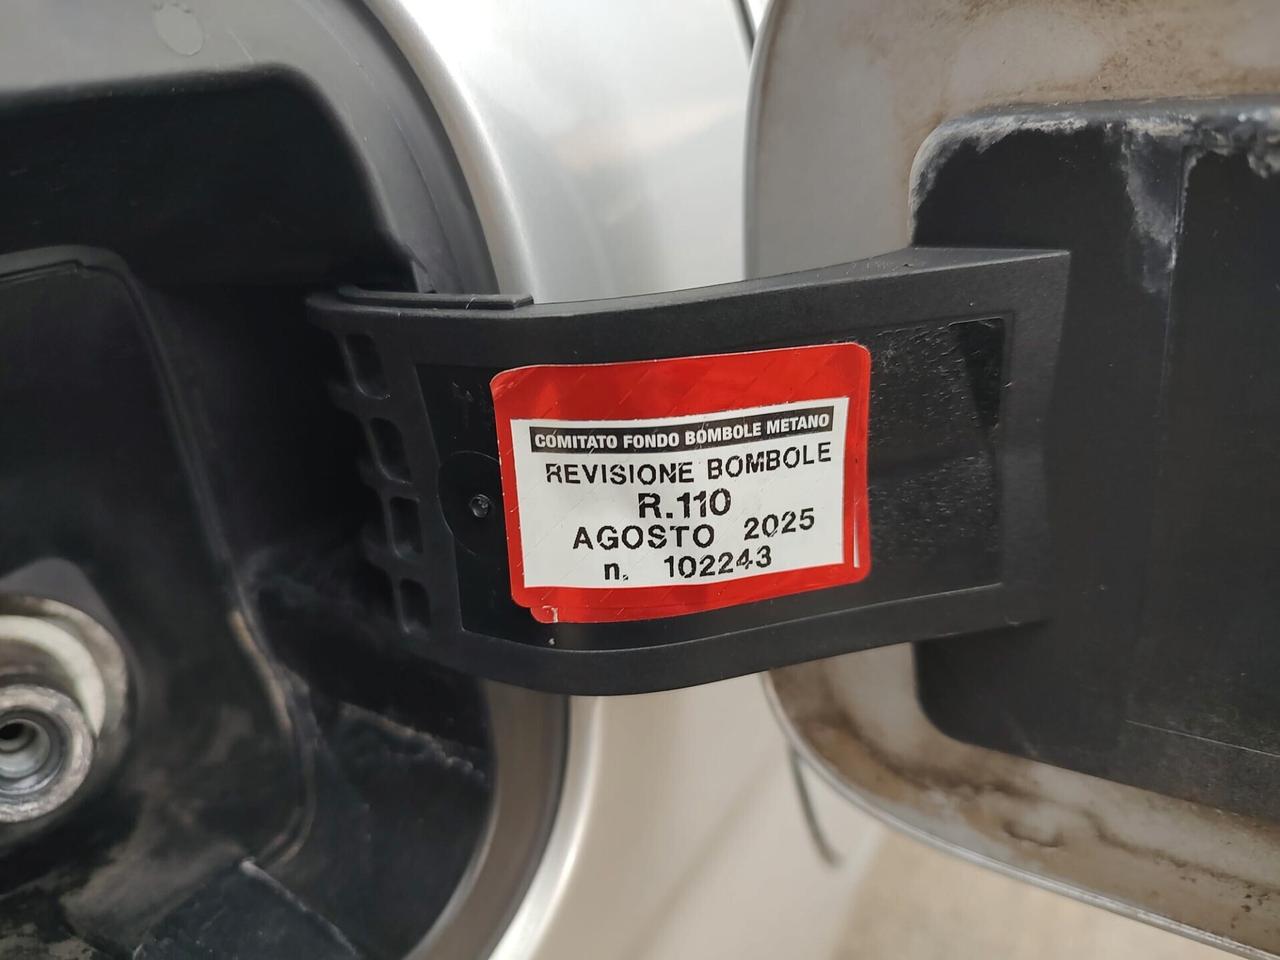 COMITATO FONDO BOMBOLE METANO
REVISIONE BOMBOLE
R.110
AGOSTO 2025
n. 102243